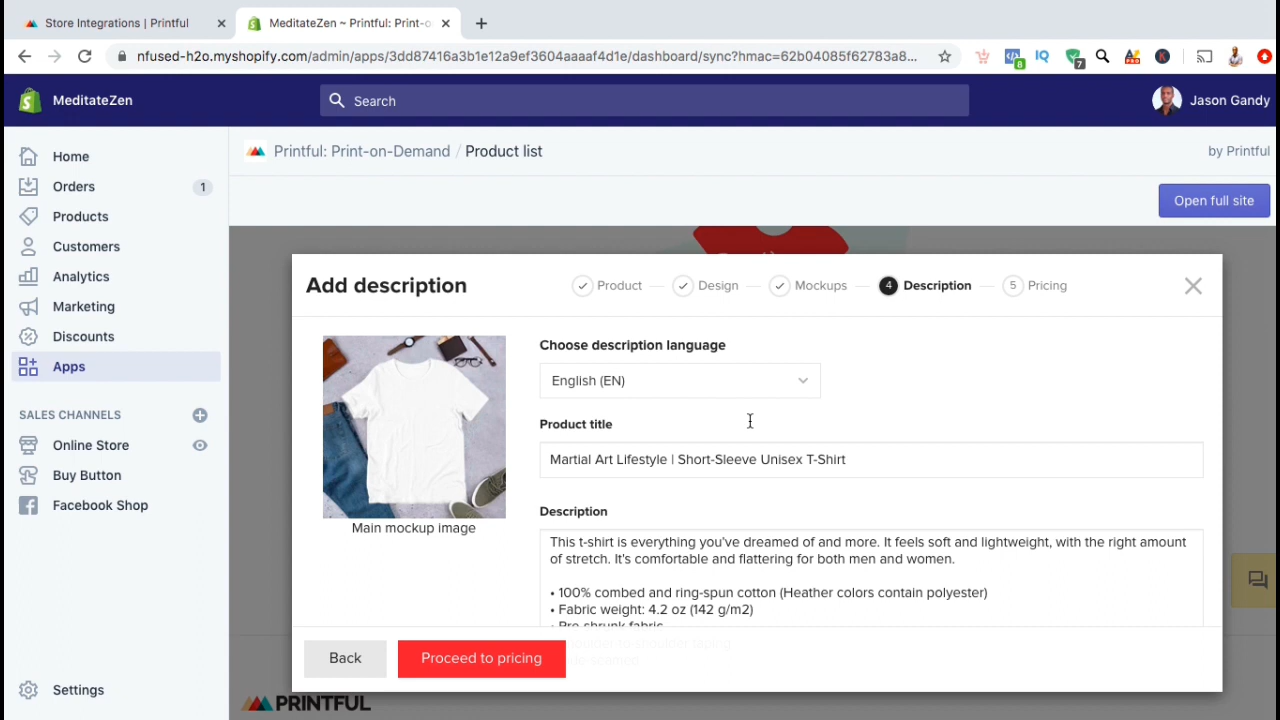 Store Integrations | Printful
MeditateZen ~ Printful: Print-o
nfused-h2o.myshopify.com/admin/apps/3dd87416a3b1e12a9ef3604aaaaf4d1e/dashboard/sync?hmac=62b04085f62783a8...
8
IQ
7
MeditateZen
Search
Jason Gandy
Home
Orders
1
Products
Customers
Analytics
Marketing
Discounts
Apps
SALES CHANNELS
Online Store
Buy Button
Facebook Shop
Settings
Printful: Print-on-Demand / Product list
by Printful
Open full site
Add description
Product
Design
Mockups
4 Description
5 Pricing
Main mockup image
Choose description language
English (EN)
Product title
Martial Art Lifestyle | Short-Sleeve Unisex T-Shirt
Description
This t-shirt is everything you've dreamed of and more. It feels soft and lightweight, with the right amount
of stretch. It's comfortable and flattering for both men and women.
• 100% combed and ring-spun cotton (Heather colors contain polyester)
• Fabric weight: 4.2 oz (142 g/m2)
• Pre-shrunk fabric
Back
Proceed to pricing
PRINTFUL